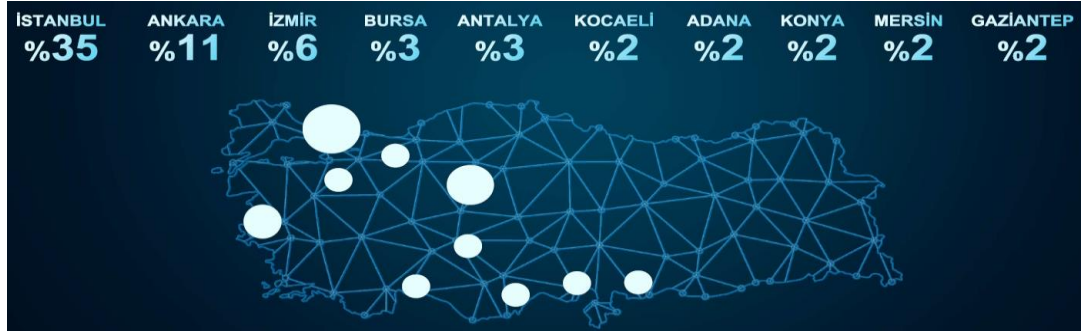 İSTANBUL ANKARA İZMİR BURSA ANTALYA KOCAELİ ADANA KONYA MERSİN GAZİANTEP
%35 %11 %6 %3 %3 %2 %2 %2 %2 %2